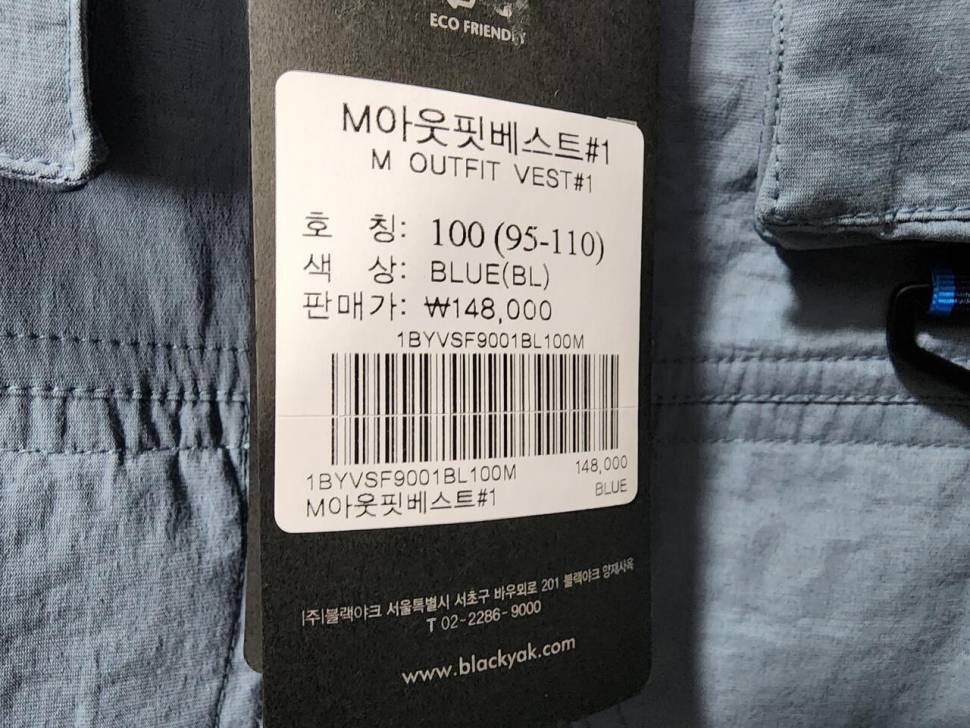 ECO FRIENDLY
M아웃핏베스트#1
M OUTFIT VEST#1
호 칭: 100 (95-110)
색 상: BLUE(BL)
판매가: ₩148,000
1BYVSF9001BL100M
1BYVSF9001BL100M 148,000
M아웃핏베스트#1 BLUE
(주)블랙야크 서울특별시 서초구 바우뫼로 201 블랙야크 양재사옥
T 02-2286-9000
www.blackyak.com